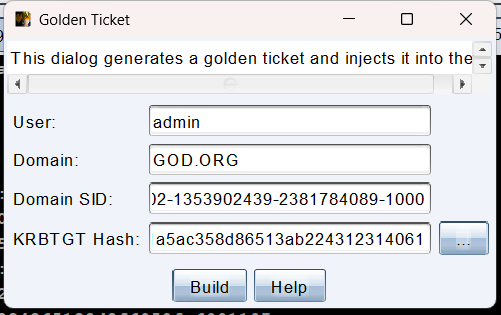 Golden Ticket
This dialog generates a golden ticket and injects it into the
User: admin
Domain: GOD.ORG
Domain SID: 02-1353902439-2381784089-1000
KRBTGT Hash: a5ac358d86513ab224312314061 ...
Build Help